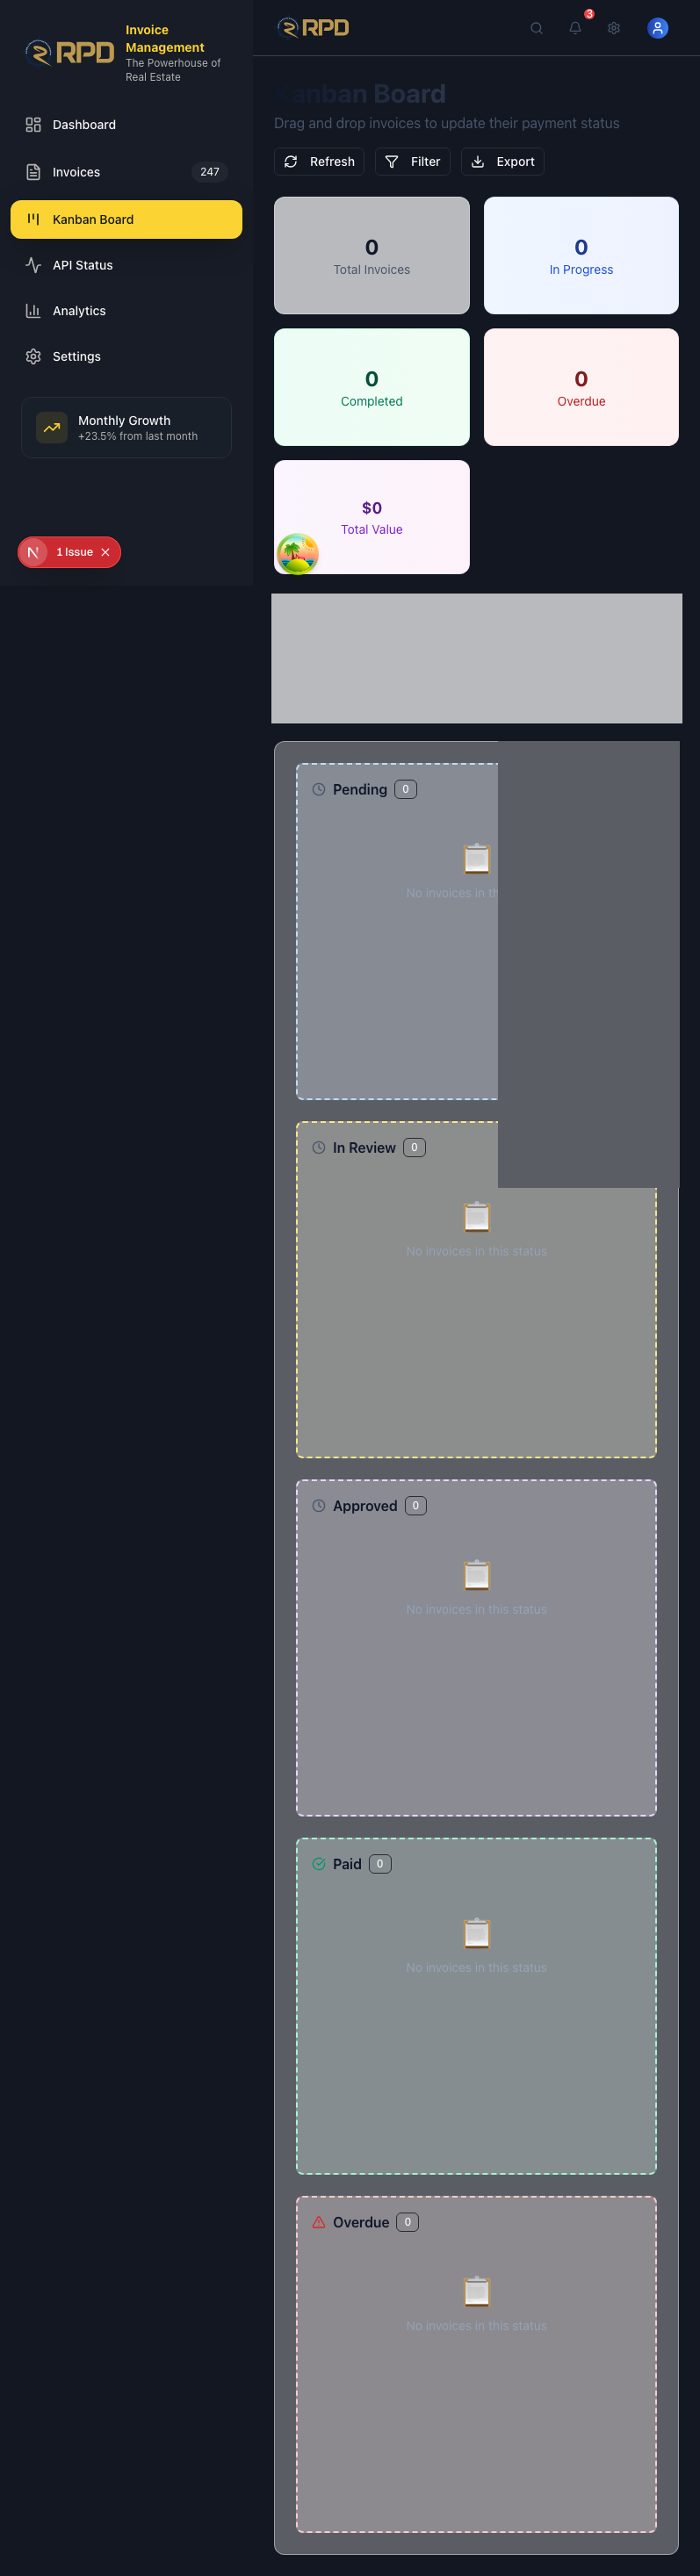 RPD
Invoice
Management
The Powerhouse of
Real Estate
Dashboard
Invoices 247
Kanban Board
API Status
Analytics
Settings
Monthly Growth
+23.5% from last month
N 1 Issue
RPD
3
Kanban Board
Drag and drop invoices to update their payment status
Refresh Filter Export
0
Total Invoices
0
In Progress
0
Completed
0
Overdue
$0
Total Value
Pending 0
No invoices in th
In Review 0
No invoices in this status
Approved 0
No invoices in this status
Paid 0
No invoices in this status
Overdue 0
No invoices in this status